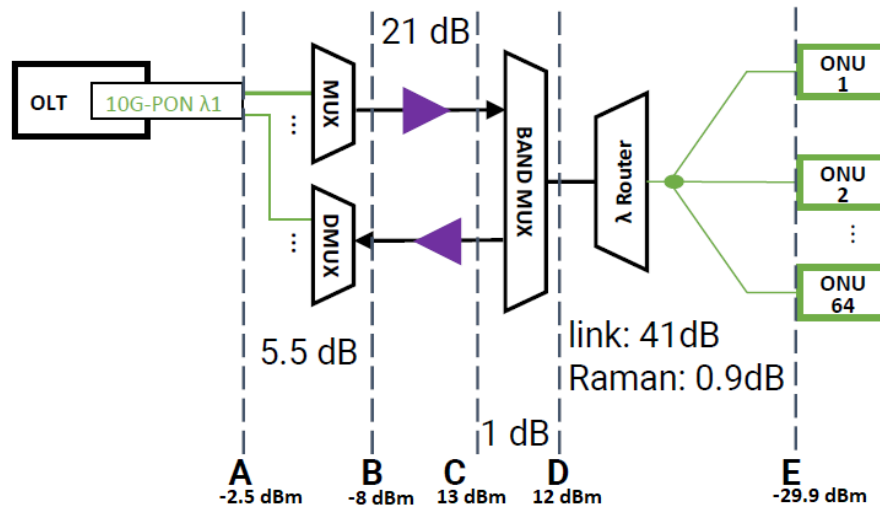 21 dB
OLT
10G-PON λ1
...
MUX
BAND MUX
λ Router
ONU
1
ONU
2
...
ONU
64
...
DMUX
5.5 dB
link: 41dB
Raman: 0.9dB
1 dB
A
-2.5 dBm
B
-8 dBm
C
13 dBm
D
12 dBm
E
-29.9 dBm